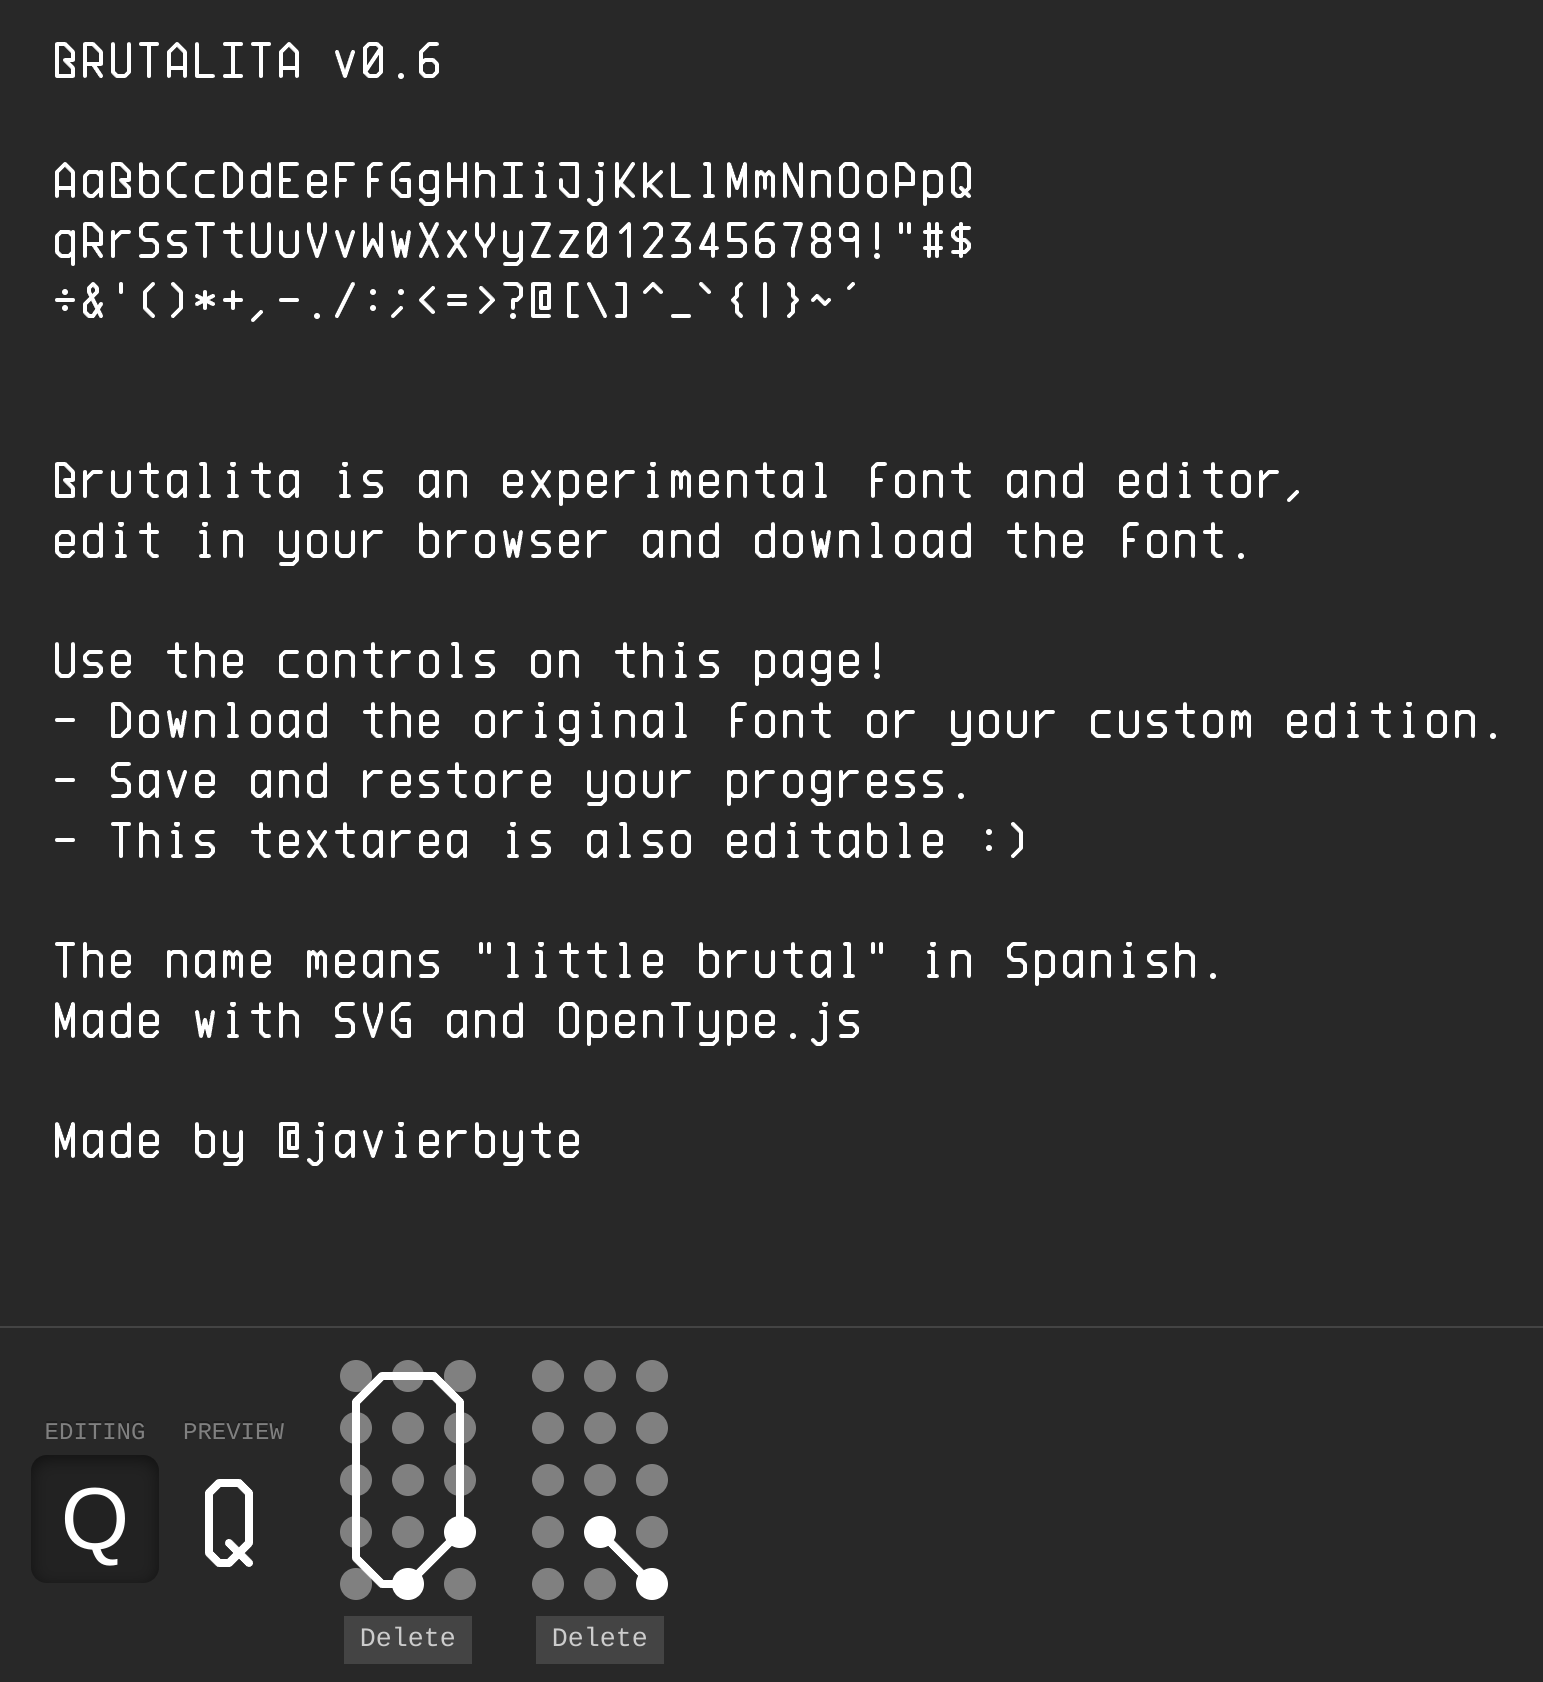 BRUTALITA v0.6
AaBbCcDdEeFfGgHhIiJjKkLlMmNnOoPpQ
qRrSsTtUuVvWwXxYyZz0123456789!"#$
÷&'()*+,-./:;<=>?@[\]^_`{|}~´
Brutalita is an experimental font and editor,
edit in your browser and download the font.
Use the controls on this page!
- Download the original font or your custom edition.
- Save and restore your progress.
- This textarea is also editable :)
The name means "little brutal" in Spanish.
Made with SVG and OpenType.js
Made by @javierbyte
EDITING PREVIEW
Q Q
Delete Delete